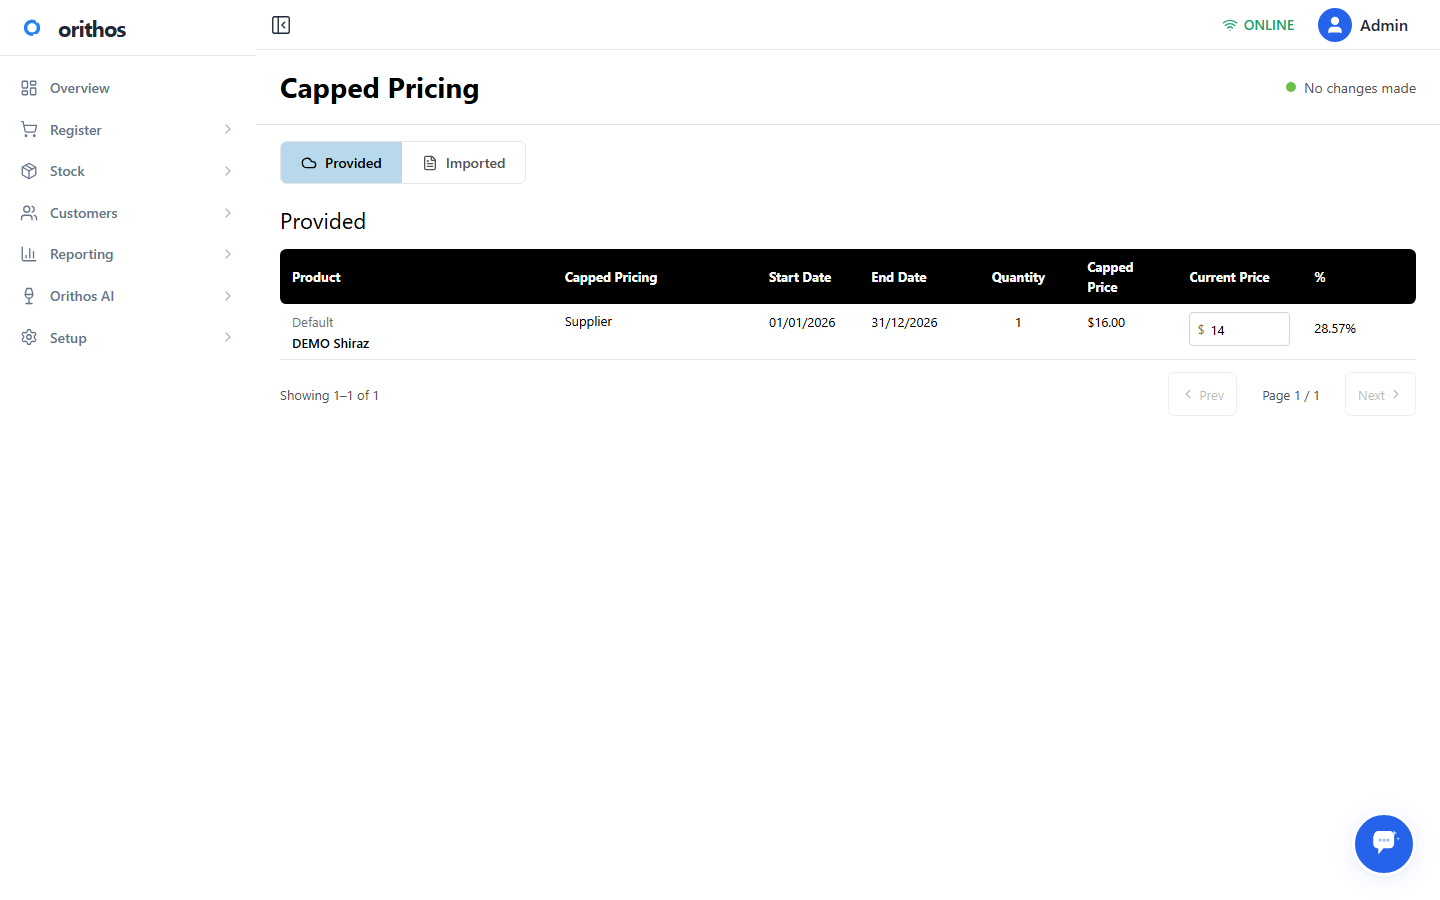 orithos
ONLINE
Admin
Overview
Register
Stock
Customers
Reporting
Orithos AI
Setup
Capped Pricing
No changes made
Provided
Imported
Provided
Product Capped Pricing Start Date End Date Quantity Capped Price Current Price %
Default
DEMO Shiraz
Supplier 01/01/2026 31/12/2026 1 $16.00 $ 14 28.57%
Showing 1–1 of 1
Prev
Page 1 / 1
Next